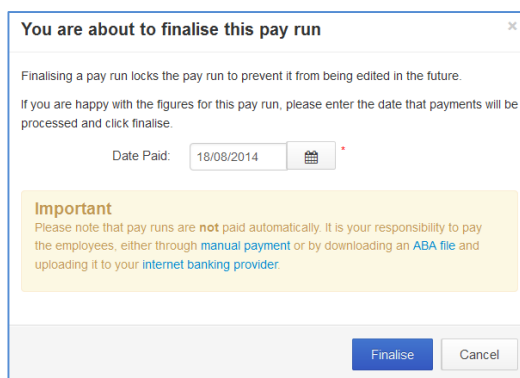 You are about to finalise this pay run ×
Finalising a pay run locks the pay run to prevent it from being edited in the future.
If you are happy with the figures for this pay run, please enter the date that payments will be
processed and click finalise.
Date Paid: 18/08/2014 *
Important
Please note that pay runs are not paid automatically. It is your responsibility to pay
the employees, either through manual payment or by downloading an ABA file and
uploading it to your internet banking provider.
Finalise Cancel